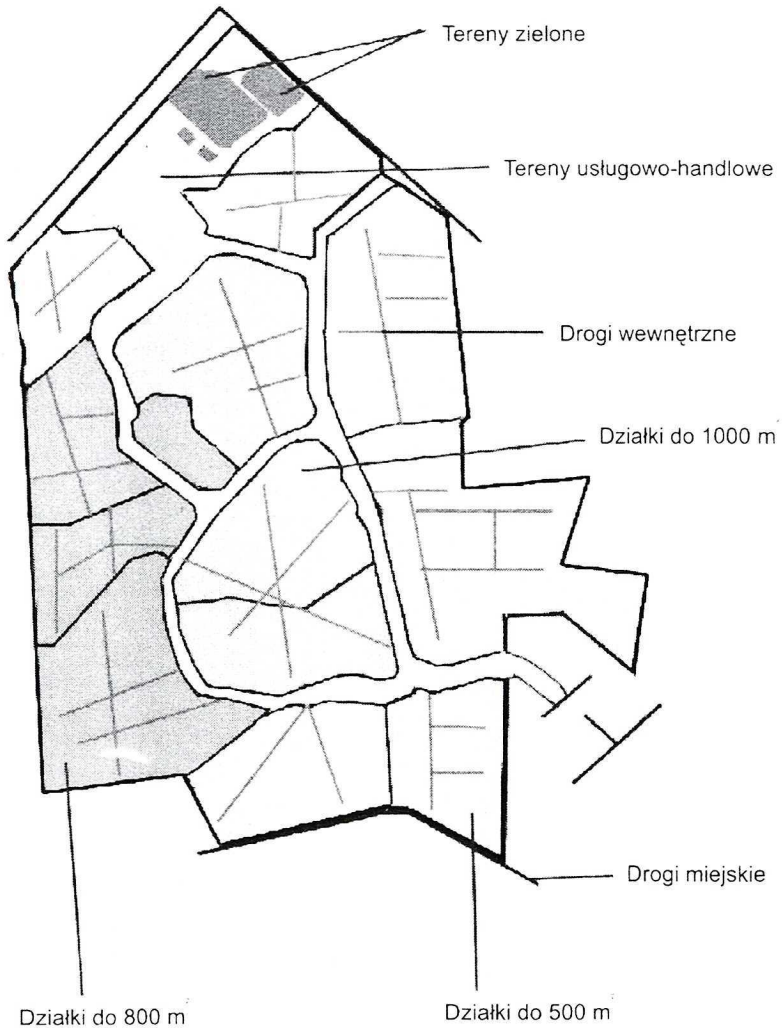 Tereny zielone
Tereny usługowo-handlowe
Drogi wewnętrzne
Działki do 1000 m
Drogi miejskie
Działki do 800 m
Działki do 500 m